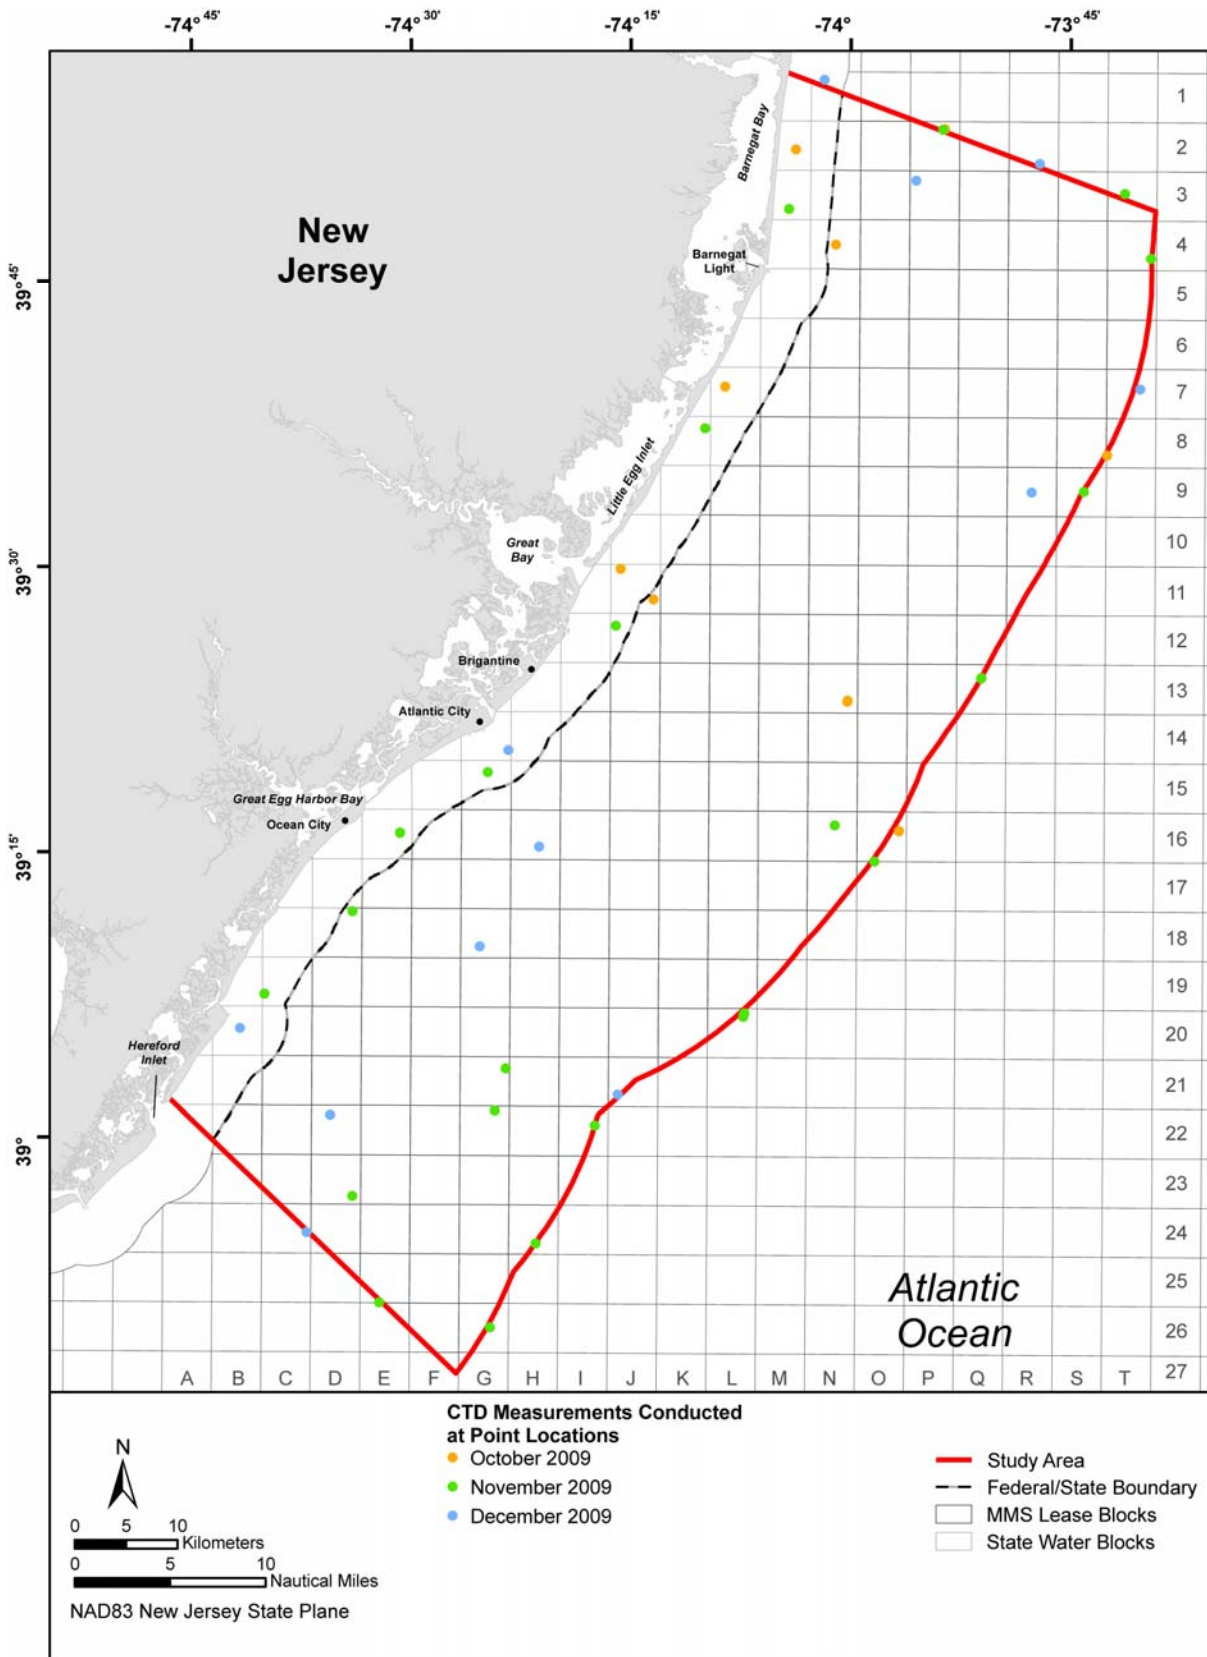 -74° 45'
-74° 30'
-74° 15'
-74°
-73° 45'
39° 45'
39° 30'
39° 15'
39°
New
Jersey
Barnegat Bay
Barnegat
Light
Little Egg Inlet
Great
Bay
Brigantine
Atlantic City
Great Egg Harbor Bay
Ocean City
Hereford
Inlet
1
2
3
4
5
6
7
8
9
10
11
12
13
14
15
16
17
18
19
20
21
22
23
24
25
26
27
Atlantic
Ocean
A B C D E F G H I J K L M N O P Q R S T
CTD Measurements Conducted
at Point Locations
October 2009
November 2009
December 2009
Study Area
Federal/State Boundary
MMS Lease Blocks
State Water Blocks
N
0 5 10
Kilometers
0 5 10
Nautical Miles
NAD83 New Jersey State Plane